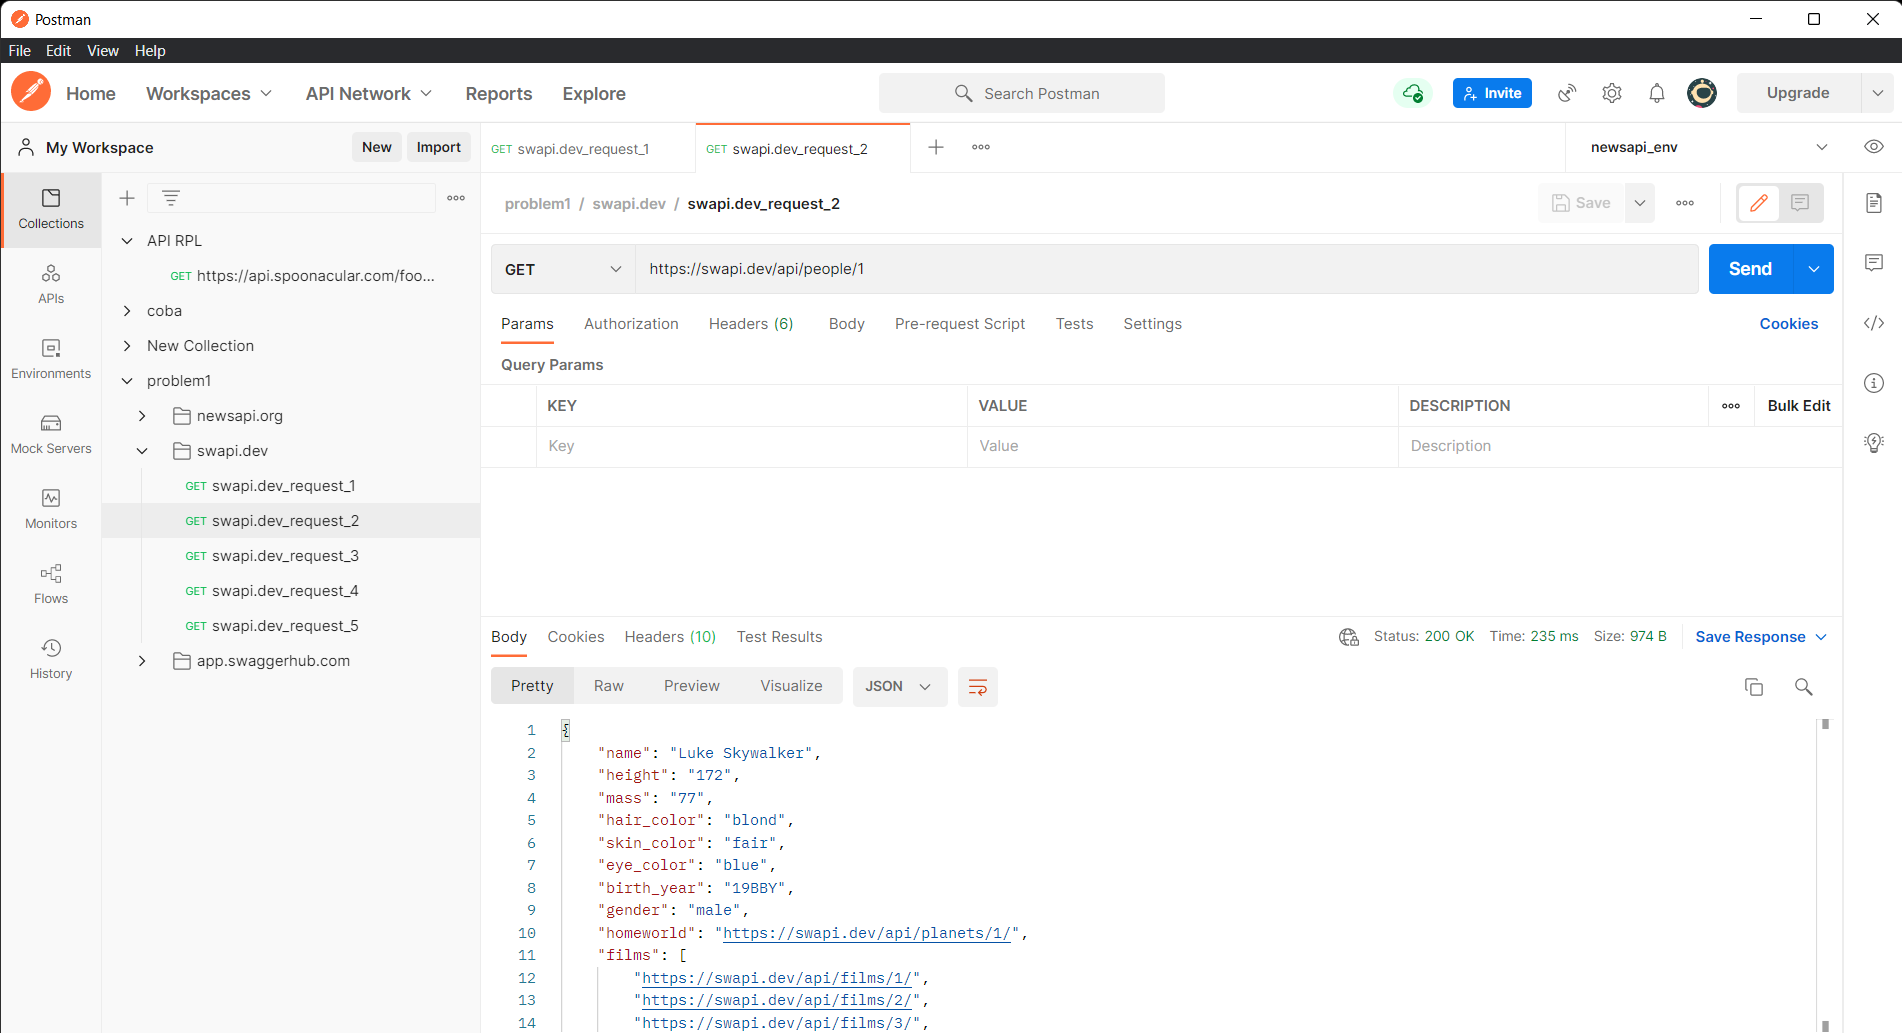 Postman
File Edit View Help
Home Workspaces API Network Reports Explore Search Postman Invite Upgrade
My Workspace New Import
GET swapi.dev_request_1 GET swapi.dev_request_2 newsapi_env
problem1 / swapi.dev / swapi.dev_request_2 Save
Collections
APIs
Environments
Mock Servers
Monitors
Flows
History
API RPL
GET https://api.spoonacular.com/foo...
coba
New Collection
problem1
newsapi.org
swapi.dev
GET swapi.dev_request_1
GET swapi.dev_request_2
GET swapi.dev_request_3
GET swapi.dev_request_4
GET swapi.dev_request_5
app.swaggerhub.com
GET https://swapi.dev/api/people/1 Send
Params Authorization Headers (6) Body Pre-request Script Tests Settings Cookies
Query Params
KEY VALUE DESCRIPTION Bulk Edit
Key Value Description
Body Cookies Headers (10) Test Results Status: 200 OK Time: 235 ms Size: 974 B Save Response
Pretty Raw Preview Visualize JSON
1 {
2 "name": "Luke Skywalker",
3 "height": "172",
4 "mass": "77",
5 "hair_color": "blond",
6 "skin_color": "fair",
7 "eye_color": "blue",
8 "birth_year": "19BBY",
9 "gender": "male",
10 "homeworld": "https://swapi.dev/api/planets/1/",
11 "films": [
12 "https://swapi.dev/api/films/1/",
13 "https://swapi.dev/api/films/2/",
14 "https://swapi.dev/api/films/3/",